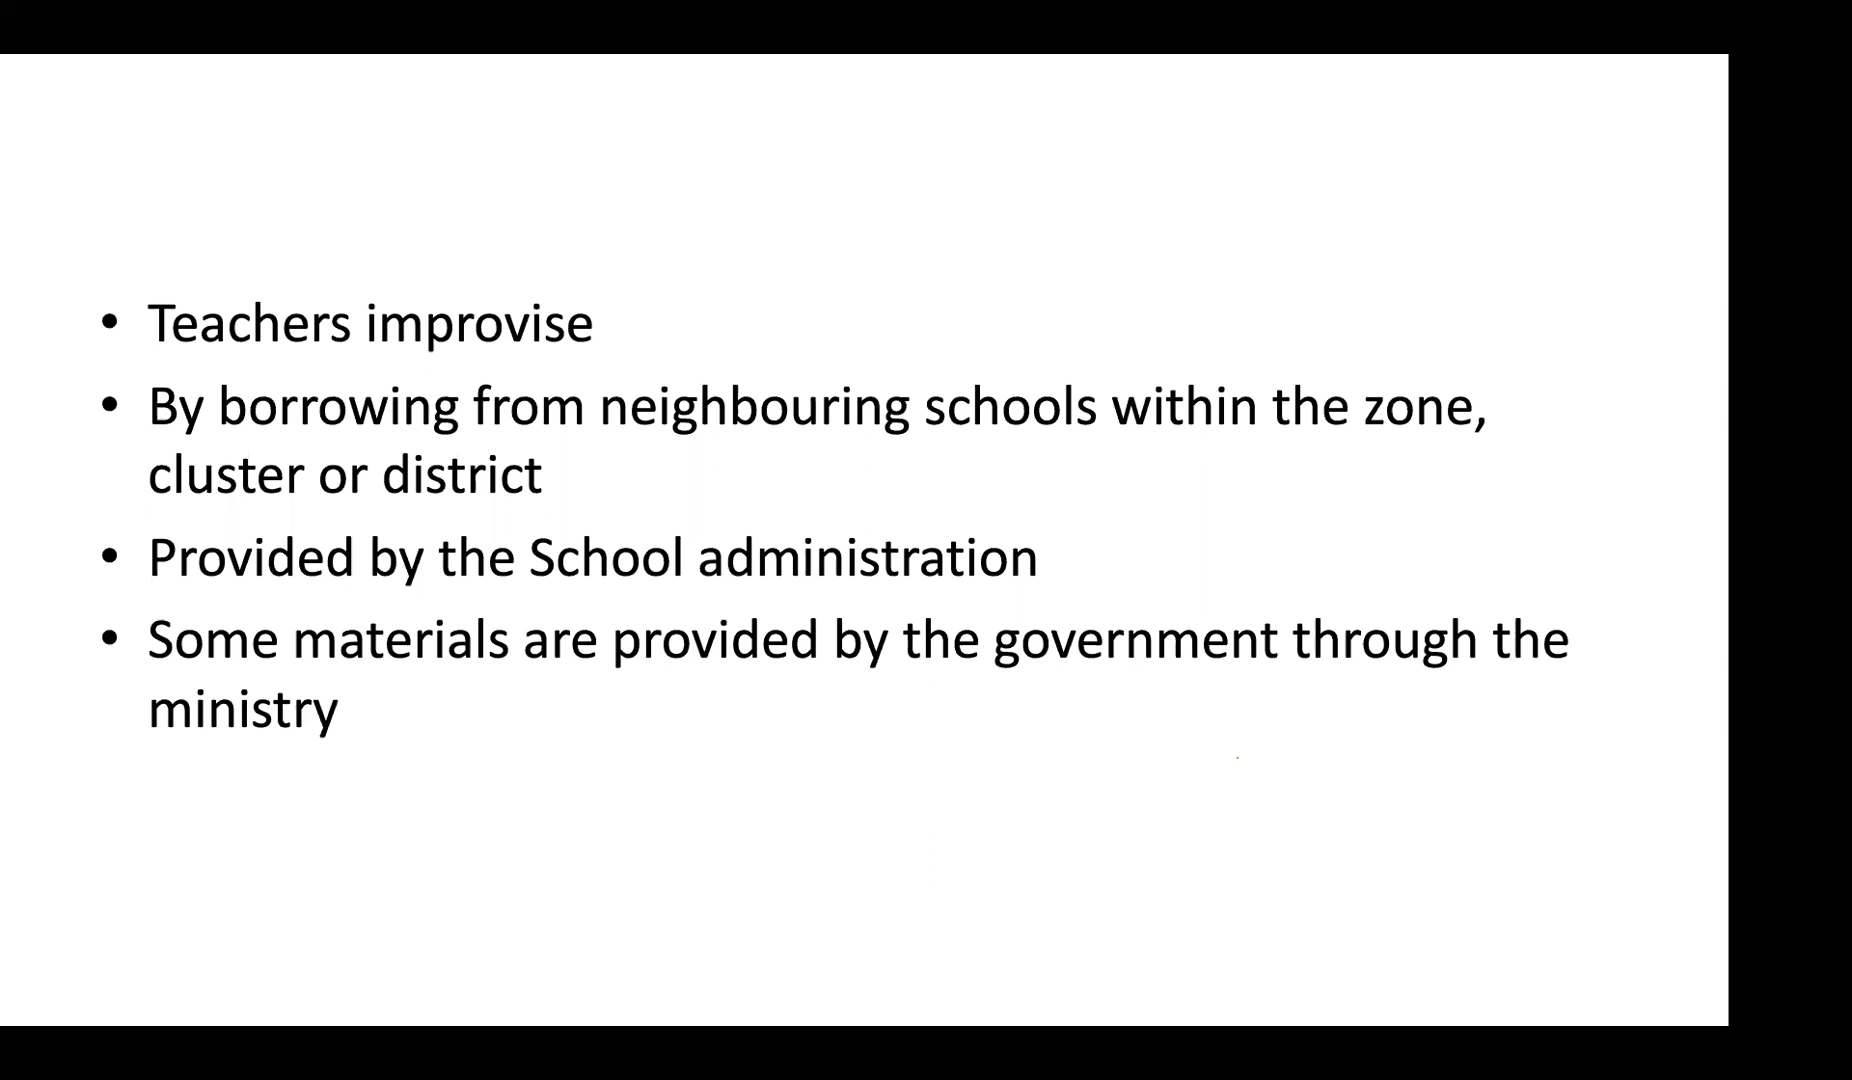 • Teachers improvise
• By borrowing from neighbouring schools within the zone,
cluster or district
• Provided by the School administration
• Some materials are provided by the government through the
ministry